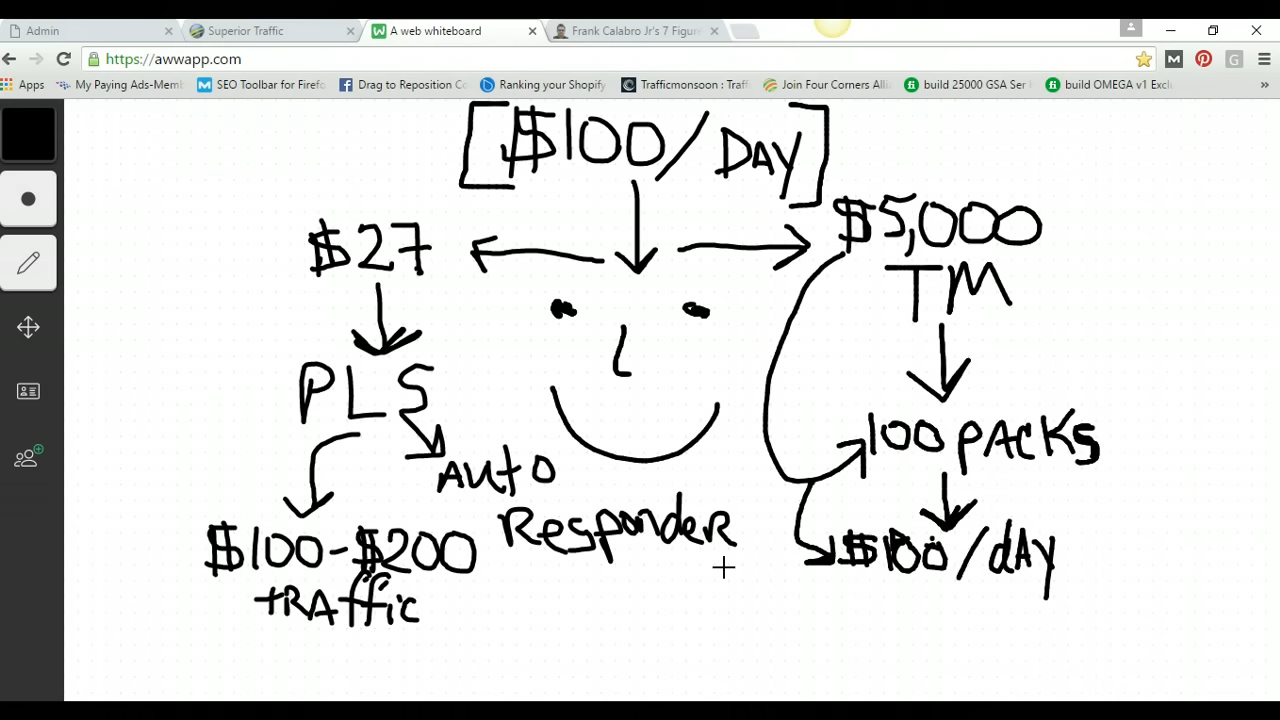 Admin
Superior Traffic
A web whiteboard
Frank Calabro Jr's 7 Figur
https://awwapp.com
Apps
My Paying Ads-Memb
SEO Toolbar for Firefo
Drag to Reposition Co
Ranking your Shopify
Trafficmonsoon : Traff
Join Four Corners Allia
build 25000 GSA Ser
build OMEGA v1 Excl
[$100/DAY]
$27
$5,000
TM
PLS
100 PACKS
Auto
Responder
$100-$200
tRAffic
$100/dAy